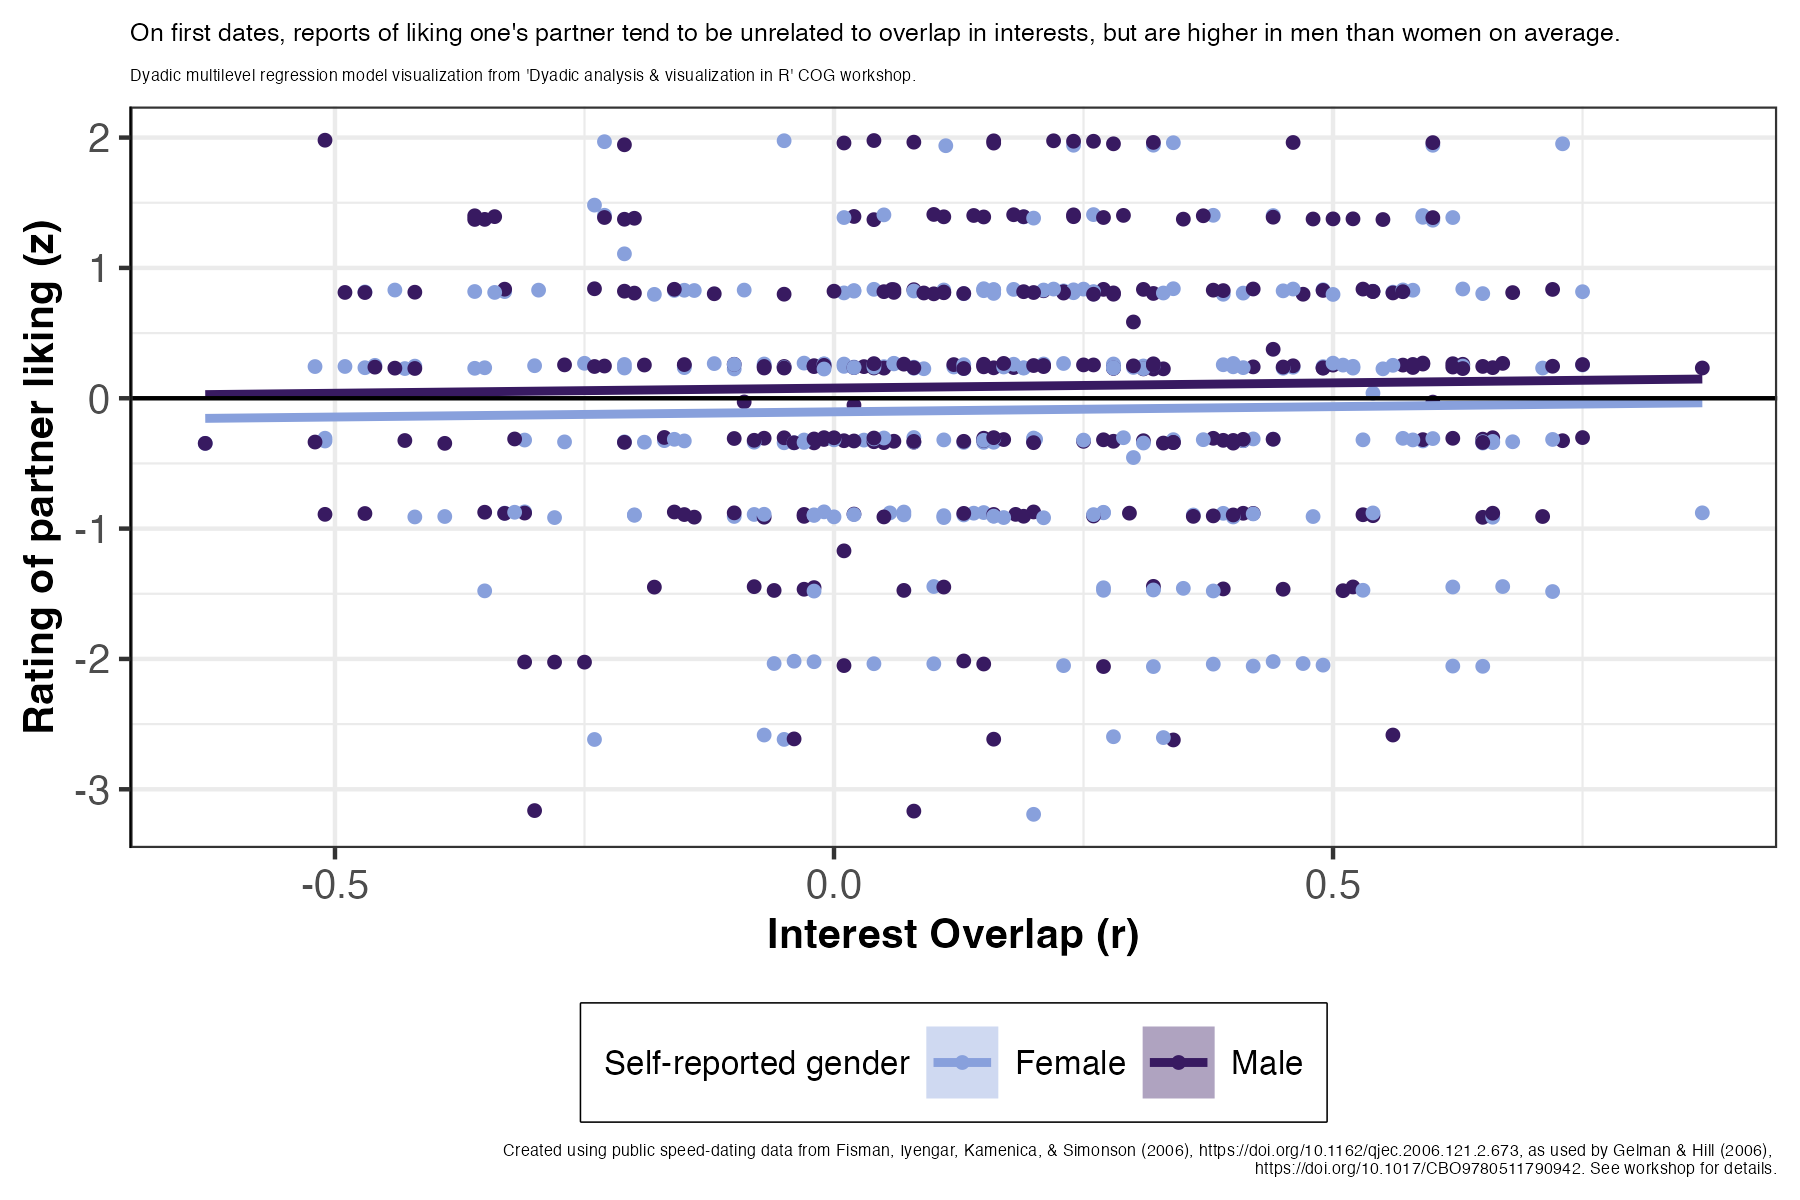 On first dates, reports of liking one's partner tend to be unrelated to overlap in interests, but are higher in men than women on average.
Dyadic multilevel regression model visualization from 'Dyadic analysis & visualization in R' COG workshop.
Rating of partner liking (z)
2
1
0
-1
-2
-3
-0.5
0.0
0.5
Interest Overlap (r)
Self-reported gender
Female
Male
Created using public speed-dating data from Fisman, Iyengar, Kamenica, & Simonson (2006), https://doi.org/10.1162/qjec.2006.121.2.673, as used by Gelman & Hill (2006),
https://doi.org/10.1017/CBO9780511790942. See workshop for details.